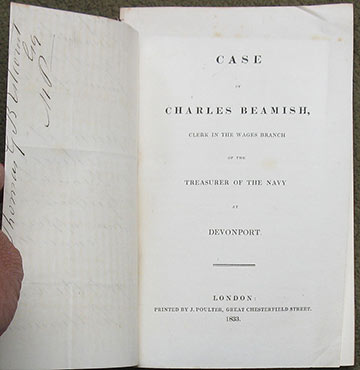 CASE
OF
CHARLES BEAMISH,
CLERK IN THE WAGES BRANCH
OF THE
TREASURER OF THE NAVY
AT
DEVONPORT.
LONDON:
PRINTED BY J. POULTER, GREAT CHESTERFIELD STREET.
1833.
Thomas